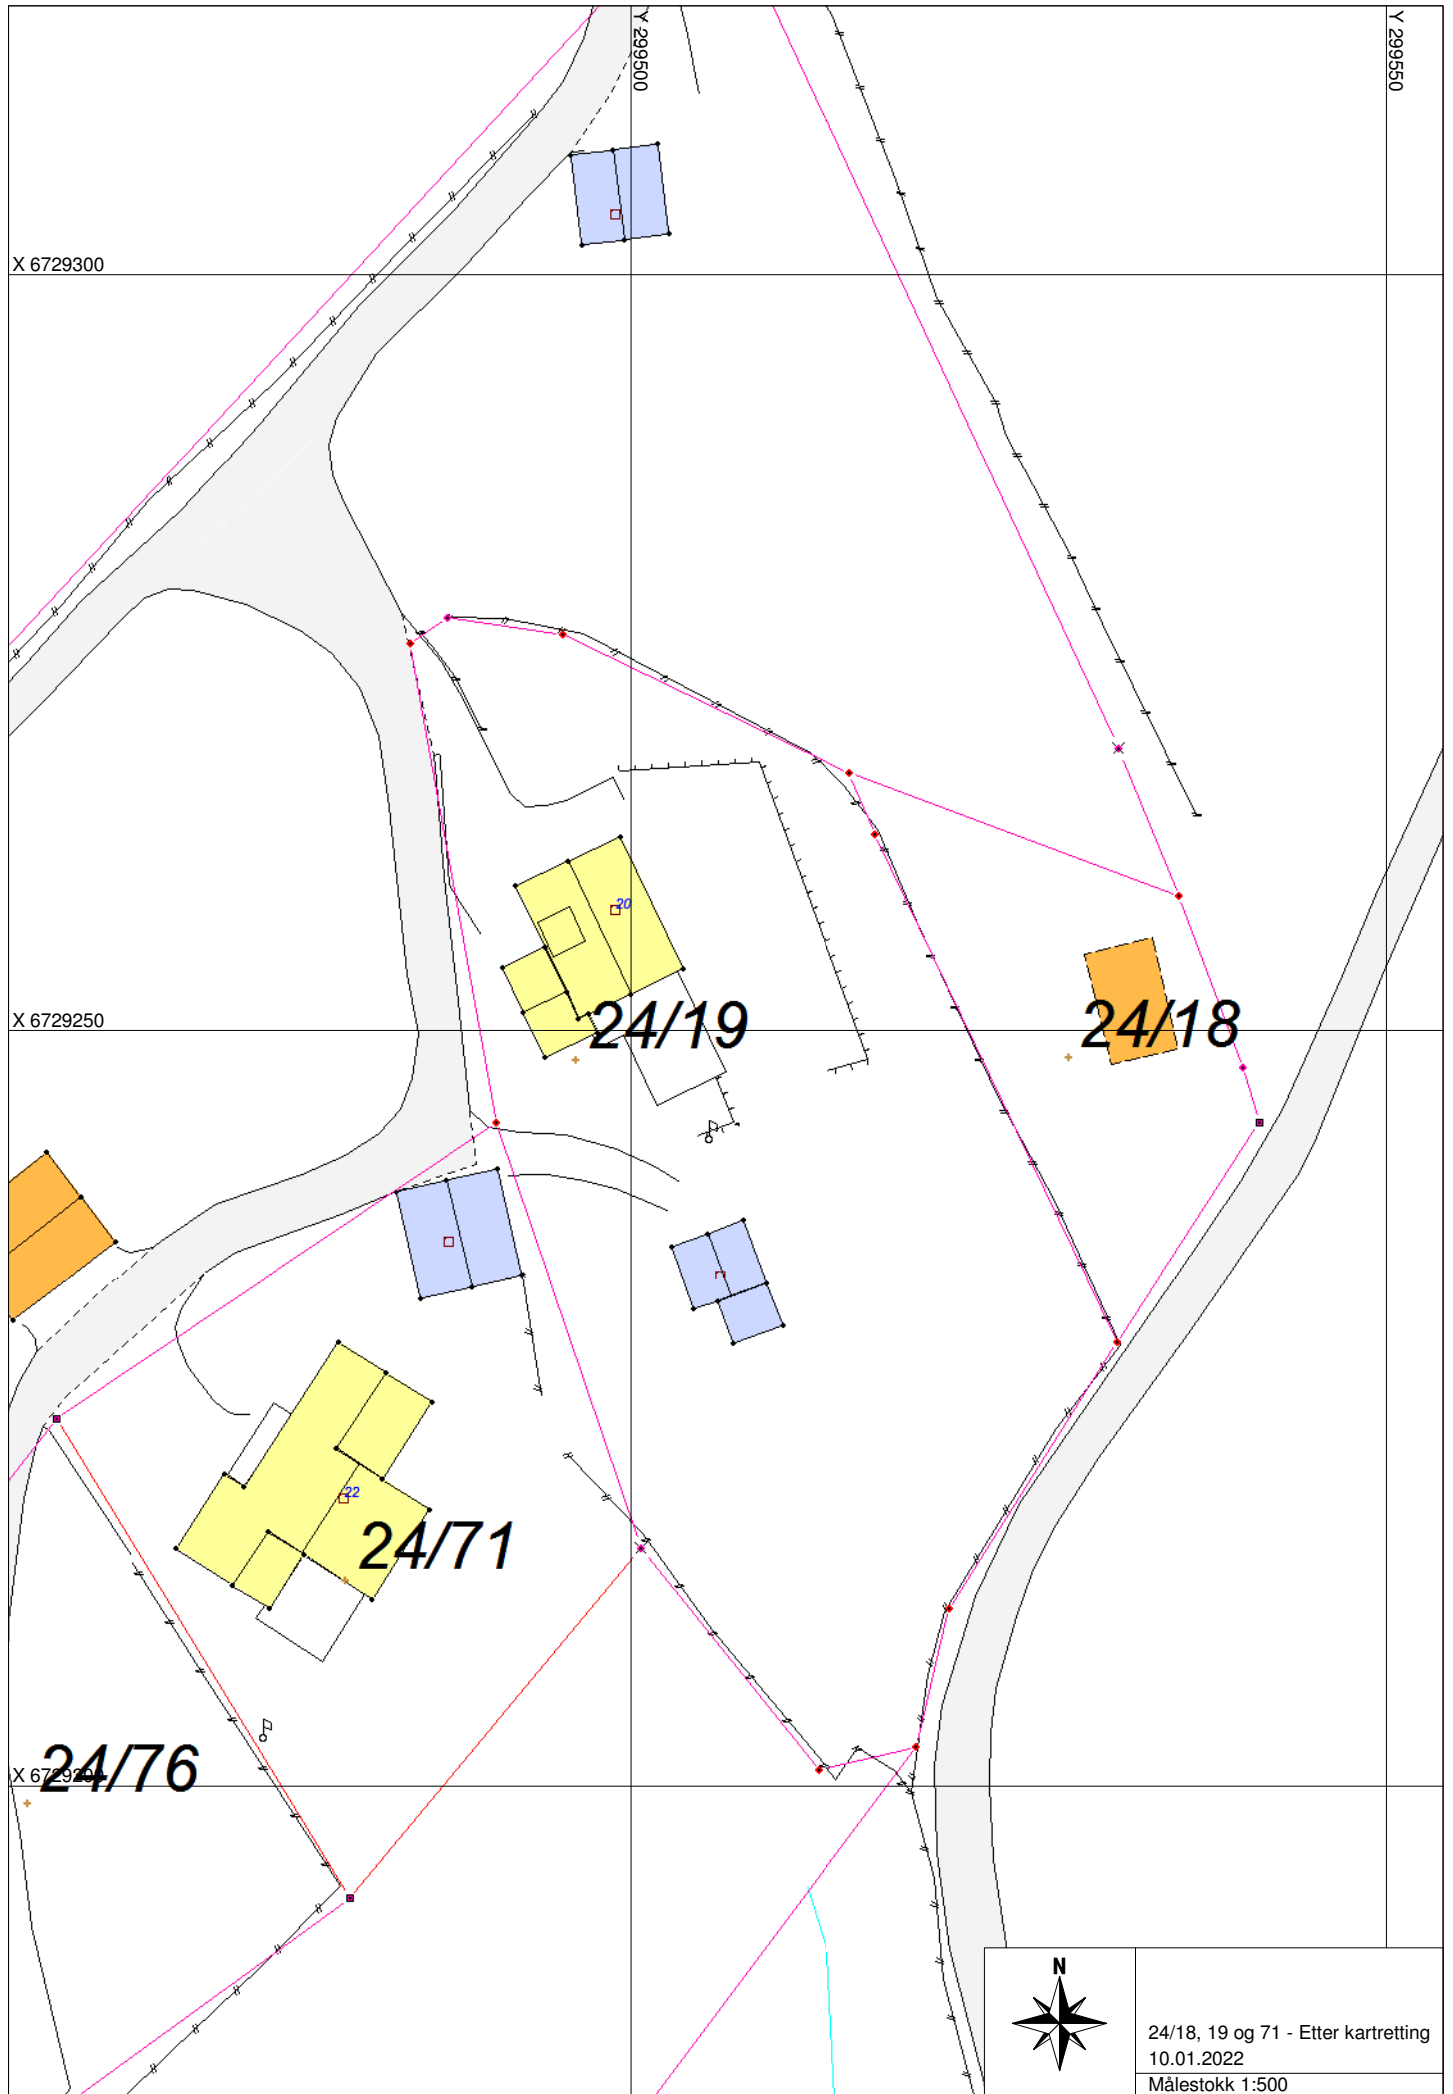 Y 299500
Y 299550
X 6729300
20
24/19
24/18
X 6729250
22
24/71
24/76
X 6729200
N
24/18, 19 og 71 - Etter kartretting
10.01.2022
Målestokk 1:500